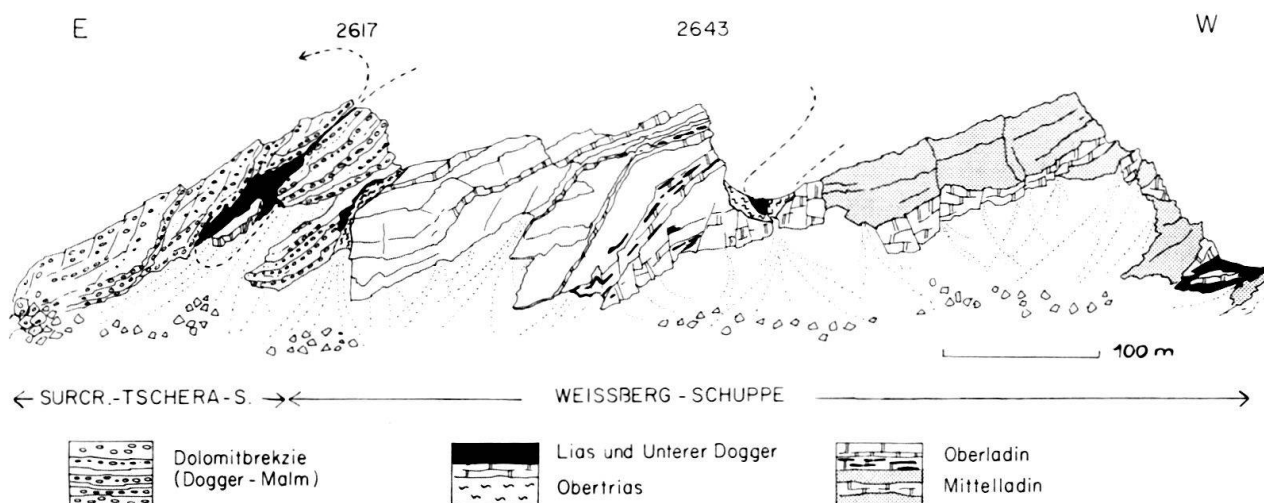 E 2617 2643 W
100 m
SURCR.-TSCHERA-S. WEISSBERG - SCHUPPE
Dolomitbrekzie
(Dogger - Malm)
Lias und Unterer Dogger
Obertrias
Oberladin
Mittelladin